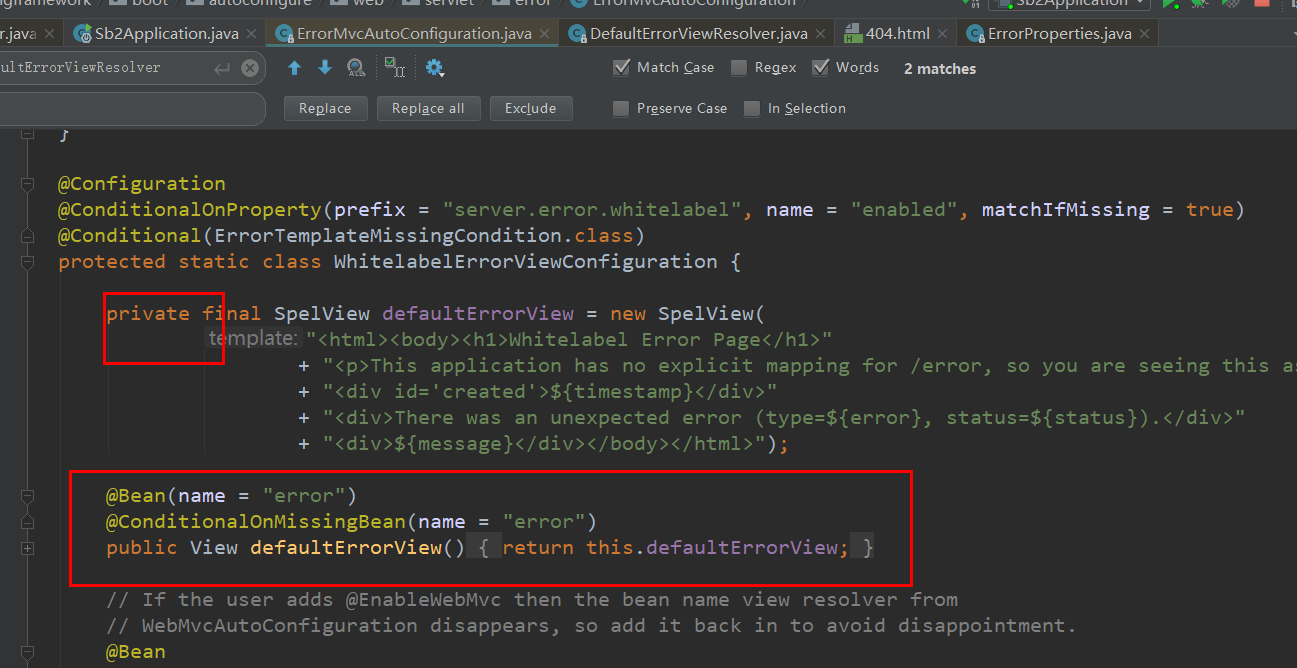 boot autoconfigure web servlet error ErrorMvcAutoConfiguration Sb2Application
r.java Sb2Application.java ErrorMvcAutoConfiguration.java DefaultErrorViewResolver.java 404.html ErrorProperties.java
ultErrorViewResolver Match Case Regex Words 2 matches
Replace Replace all Exclude Preserve Case In Selection
}
@Configuration
@ConditionalOnProperty(prefix = "server.error.whitelabel", name = "enabled", matchIfMissing = true)
@Conditional(ErrorTemplateMissingCondition.class)
protected static class WhitelabelErrorViewConfiguration {
private final SpelView defaultErrorView = new SpelView(
template: "<html><body><h1>Whitelabel Error Page</h1>"
+ "<p>This application has no explicit mapping for /error, so you are seeing this as
+ "<div id='created'>${timestamp}</div>"
+ "<div>There was an unexpected error (type=${error}, status=${status}).</div>"
+ "<div>${message}</div></body></html>");
@Bean(name = "error")
@ConditionalOnMissingBean(name = "error")
public View defaultErrorView() { return this.defaultErrorView; }
// If the user adds @EnableWebMvc then the bean name view resolver from
// WebMvcAutoConfiguration disappears, so add it back in to avoid disappointment.
@Bean